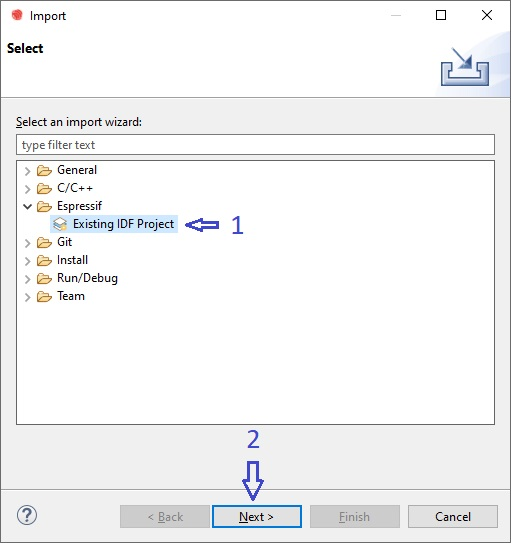 Import
Select
Select an import wizard:
type filter text
General
C/C++
Espressif
Existing IDF Project 1
Git
Install
Run/Debug
Team
2
? < Back Next > Finish Cancel